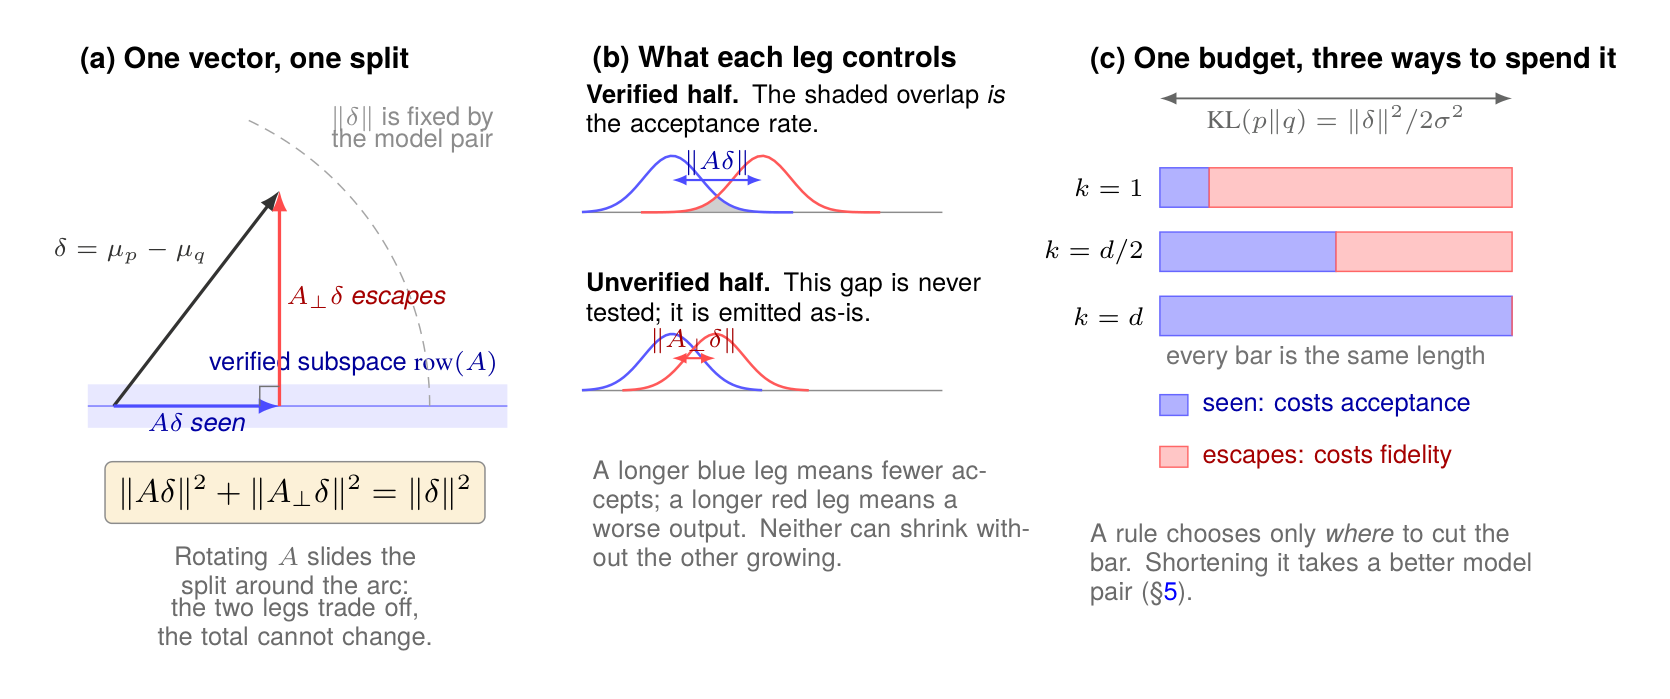 (a) One vector, one split
‖δ‖ is fixed by
the model pair
δ = μ_p − μ_q
A_⊥δ escapes
verified subspace row(A)
Aδ seen
‖Aδ‖² + ‖A_⊥δ‖² = ‖δ‖²
Rotating A slides the
split around the arc:
the two legs trade off,
the total cannot change.
(b) What each leg controls
Verified half. The shaded overlap is
the acceptance rate.
‖Aδ‖
Unverified half. This gap is never
tested; it is emitted as-is.
‖A_⊥δ‖
A longer blue leg means fewer ac-
cepts; a longer red leg means a
worse output. Neither can shrink with-
out the other growing.
(c) One budget, three ways to spend it
KL(p‖q) = ‖δ‖²/2σ²
k = 1
k = d/2
k = d
every bar is the same length
seen: costs acceptance
escapes: costs fidelity
A rule chooses only where to cut the
bar. Shortening it takes a better model
pair (§5).